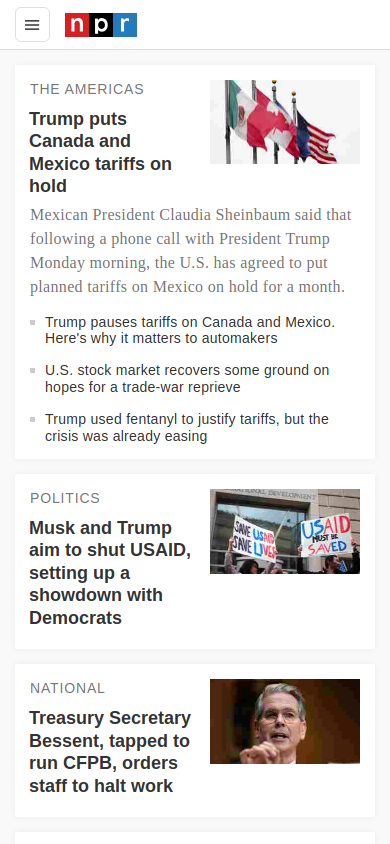 npr
THE AMERICAS
Trump puts
Canada and
Mexico tariffs on
hold
Mexican President Claudia Sheinbaum said that
following a phone call with President Trump
Monday morning, the U.S. has agreed to put
planned tariffs on Mexico on hold for a month.
Trump pauses tariffs on Canada and Mexico.
Here's why it matters to automakers
U.S. stock market recovers some ground on
hopes for a trade-war reprieve
Trump used fentanyl to justify tariffs, but the
crisis was already easing
POLITICS
Musk and Trump
aim to shut USAID,
setting up a
showdown with
Democrats
NATIONAL DEVELOPMENT
SAVE USAID
SAVE LIVES
USAID
MUST BE
SAVED
NATIONAL
Treasury Secretary
Bessent, tapped to
run CFPB, orders
staff to halt work